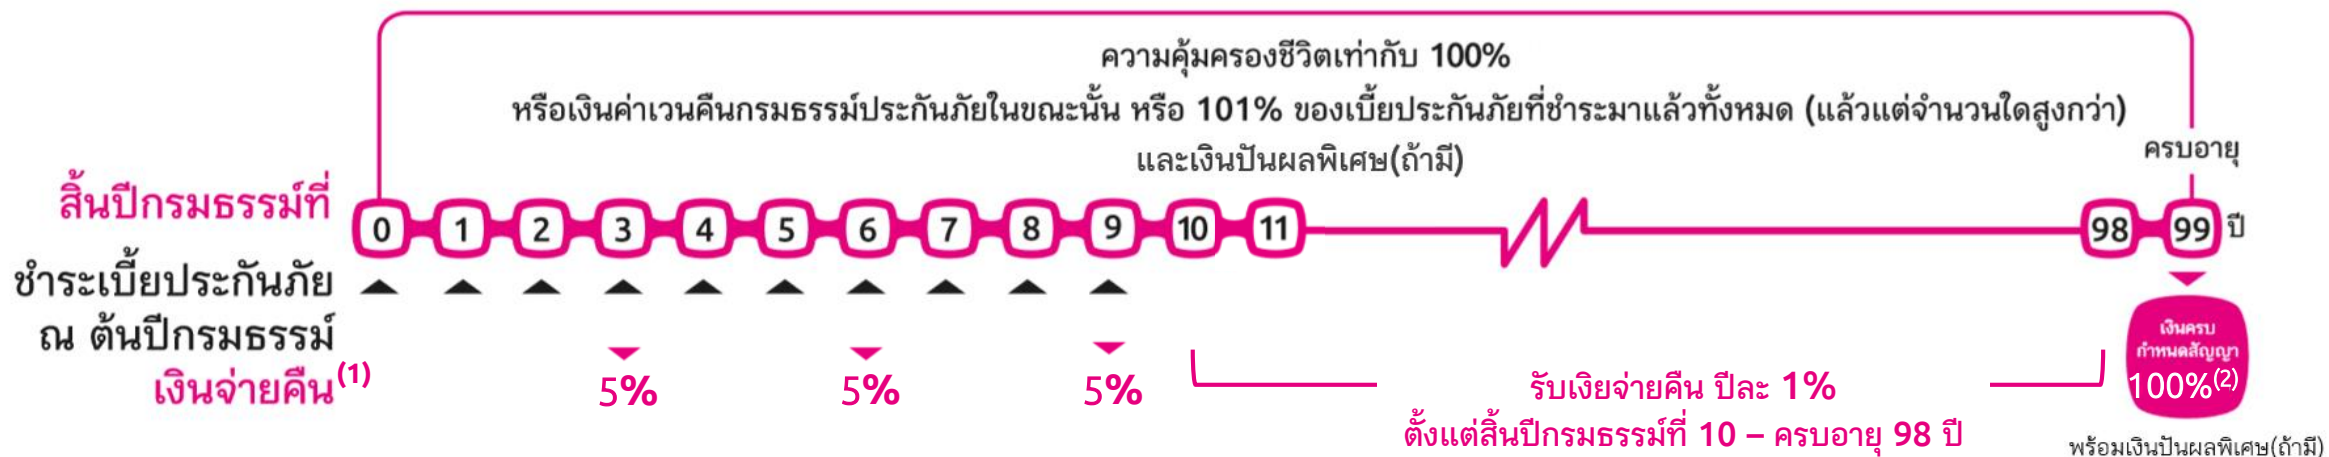 ความคุ้มครองชีวิตเท่ากับ 100%
หรือเงินค่าเวนคืนกรมธรรม์ประกันภัยในขณะนั้น หรือ 101% ของเบี้ยประกันภัยที่ชำระมาแล้วทั้งหมด (แล้วแต่จำนวนใดสูงกว่า)
และเงินปันผลพิเศษ(ถ้ามี)
ครบอายุ
สิ้นปีกรมธรรม์ที่
0 1 2 3 4 5 6 7 8 9 10 11 98 99 ปี
ชำระเบี้ยประกันภัย
ณ ต้นปีกรมธรรม์
เงินจ่ายคืน(1)
5% 5% 5%
รับเงิยจ่ายคืน ปีละ 1%
ตั้งแต่สิ้นปีกรมธรรม์ที่ 10 – ครบอายุ 98 ปี
เงินครบ
กำหนดสัญญา
100%(2)
พร้อมเงินปันผลพิเศษ(ถ้ามี)